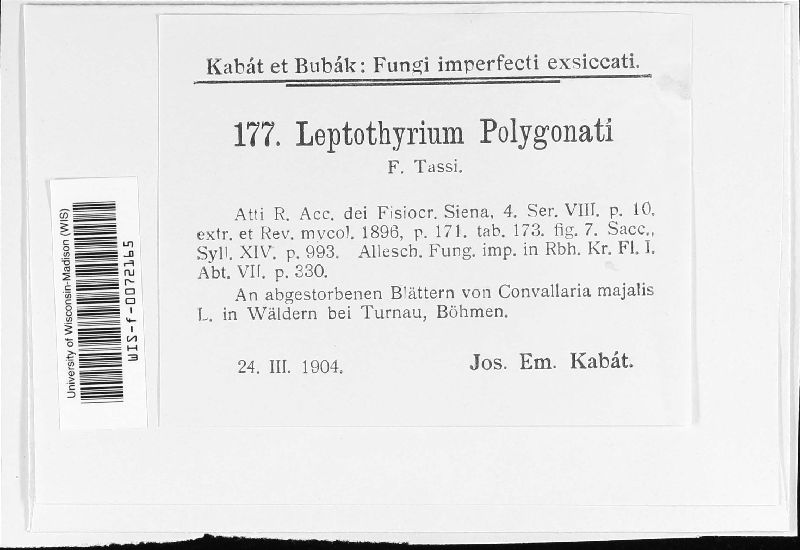 Kabát et Bubák: Fungi imperfecti exsiccati.
177. Leptothyrium Polygonati
F. Tassi.
Atti R. Acc. dei Fisiocr. Siena, 4. Ser. VIII. p. 10.
extr. et Rev. mycol. 1896, p. 171. tab. 173. fig. 7. Sacc.,
Syll. XIV. p. 993. Allesch. Fung. imp. in Rbh. Kr. Fl. I.
Abt. VII. p. 330.
An abgestorbenen Blättern von Convallaria majalis
L. in Wäldern bei Turnau, Böhmen.
24. III. 1904.
Jos. Em. Kabát.
University of Wisconsin-Madison (WIS)
WIS-f-0072165